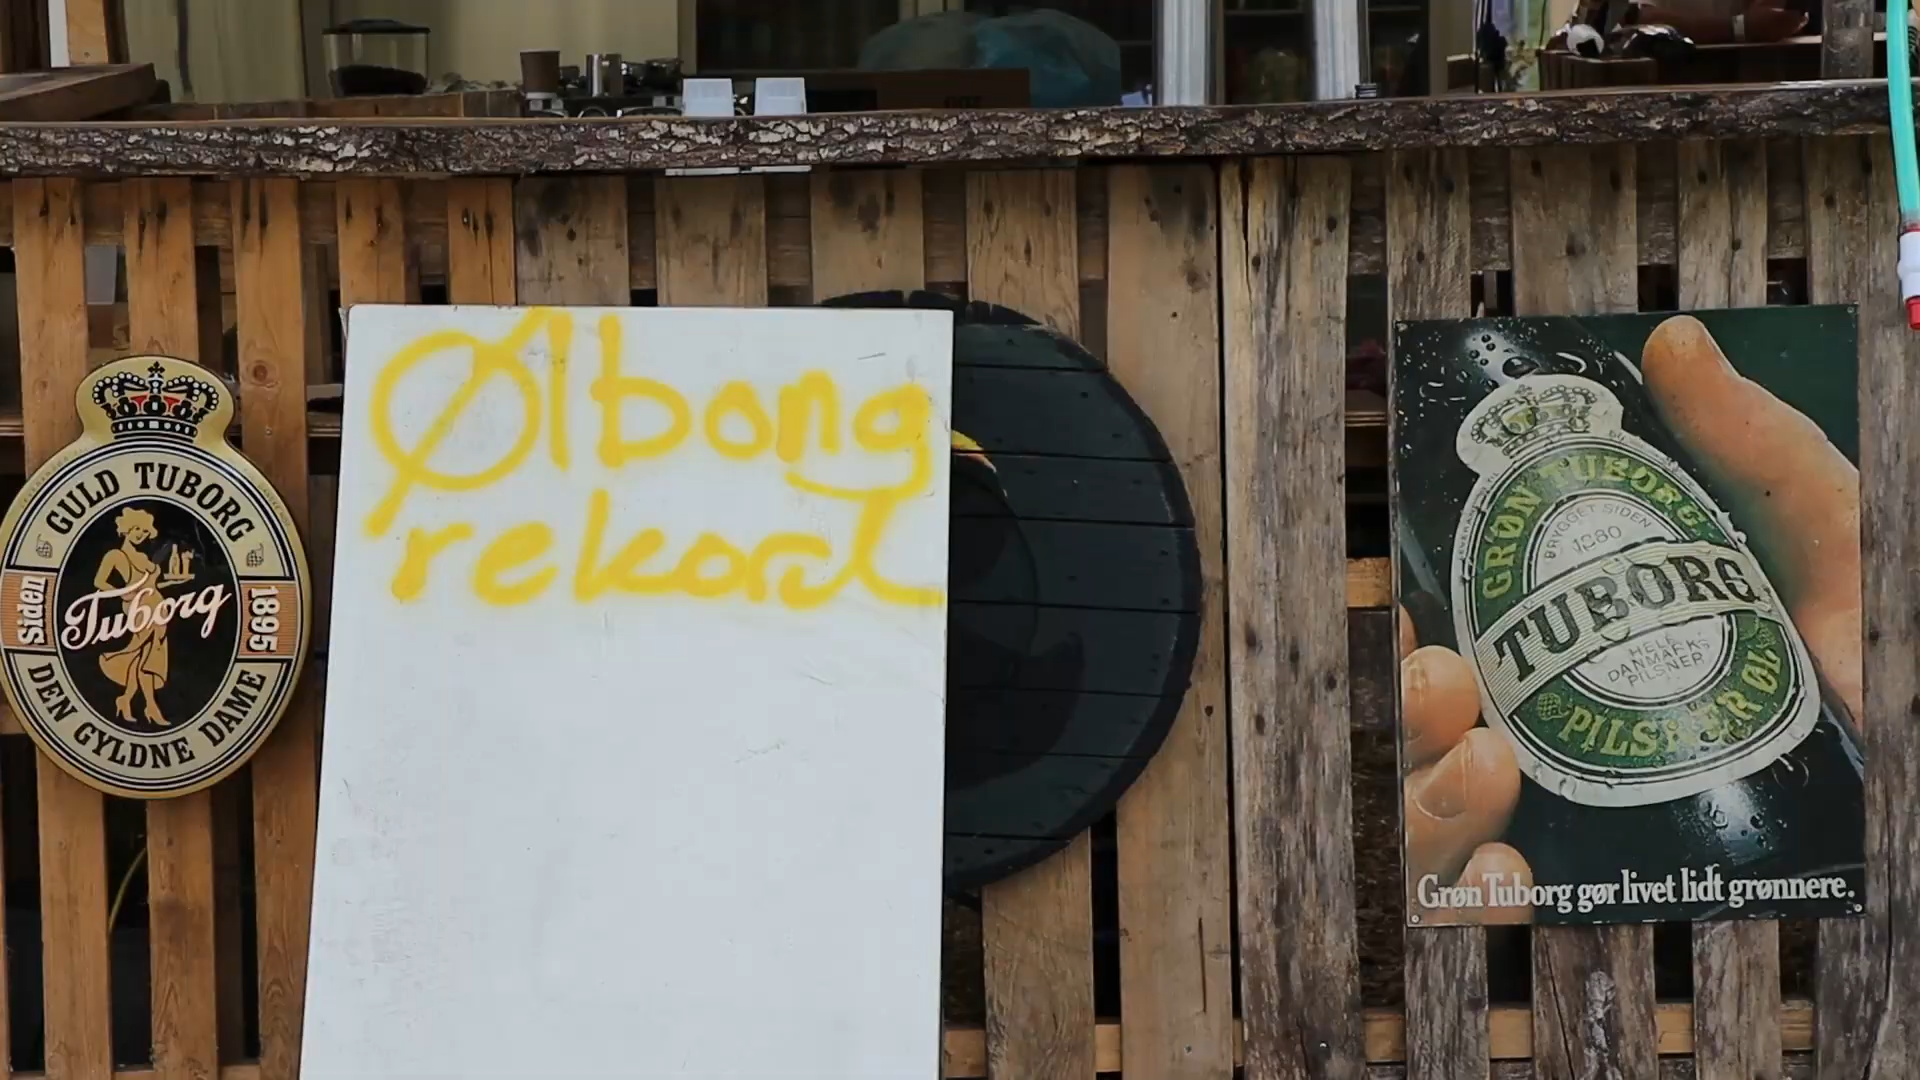 GULD TUBORG
Siden
Tuborg
1895
DEN GYLDNE DAME
Ølbong
rekord
GRØN TUBORG
BRYGGET SIDEN
1880
TUBORG
HELE
DANMARKS
PILSNER
PILSNER ØL
Grøn Tuborg gør livet lidt grønnere.